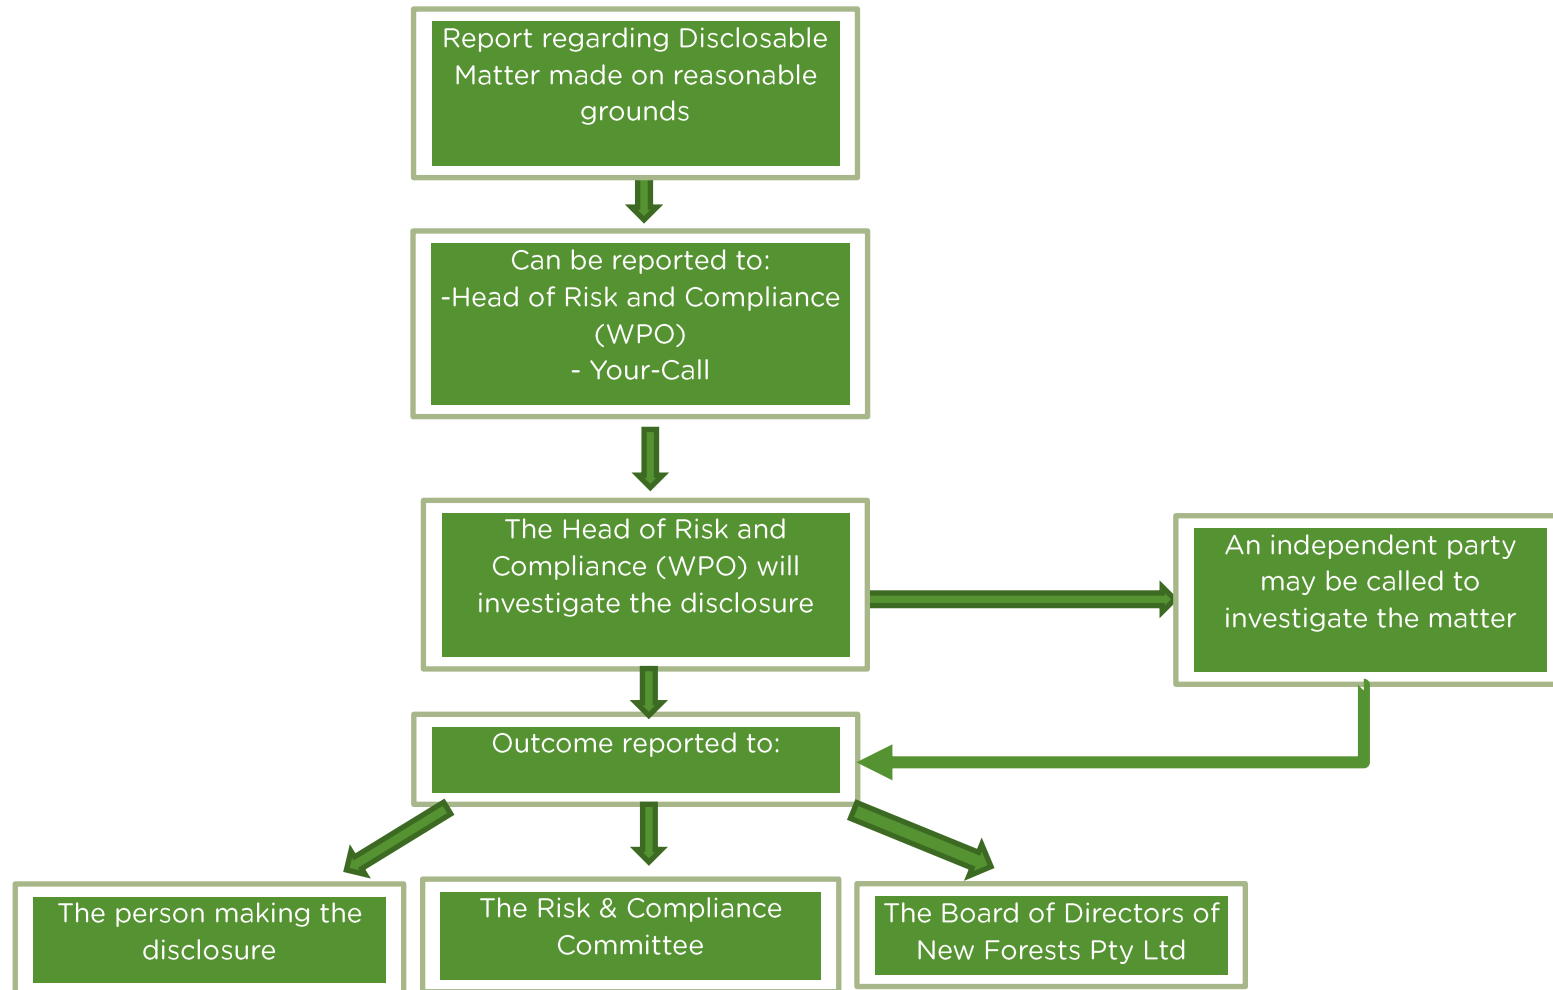 Report regarding Disclosable
Matter made on reasonable
grounds
Can be reported to:
-Head of Risk and Compliance
(WPO)
- Your-Call
The Head of Risk and
Compliance (WPO) will
investigate the disclosure
An independent party
may be called to
investigate the matter
Outcome reported to:
The person making the
disclosure
The Risk & Compliance
Committee
The Board of Directors of
New Forests Pty Ltd